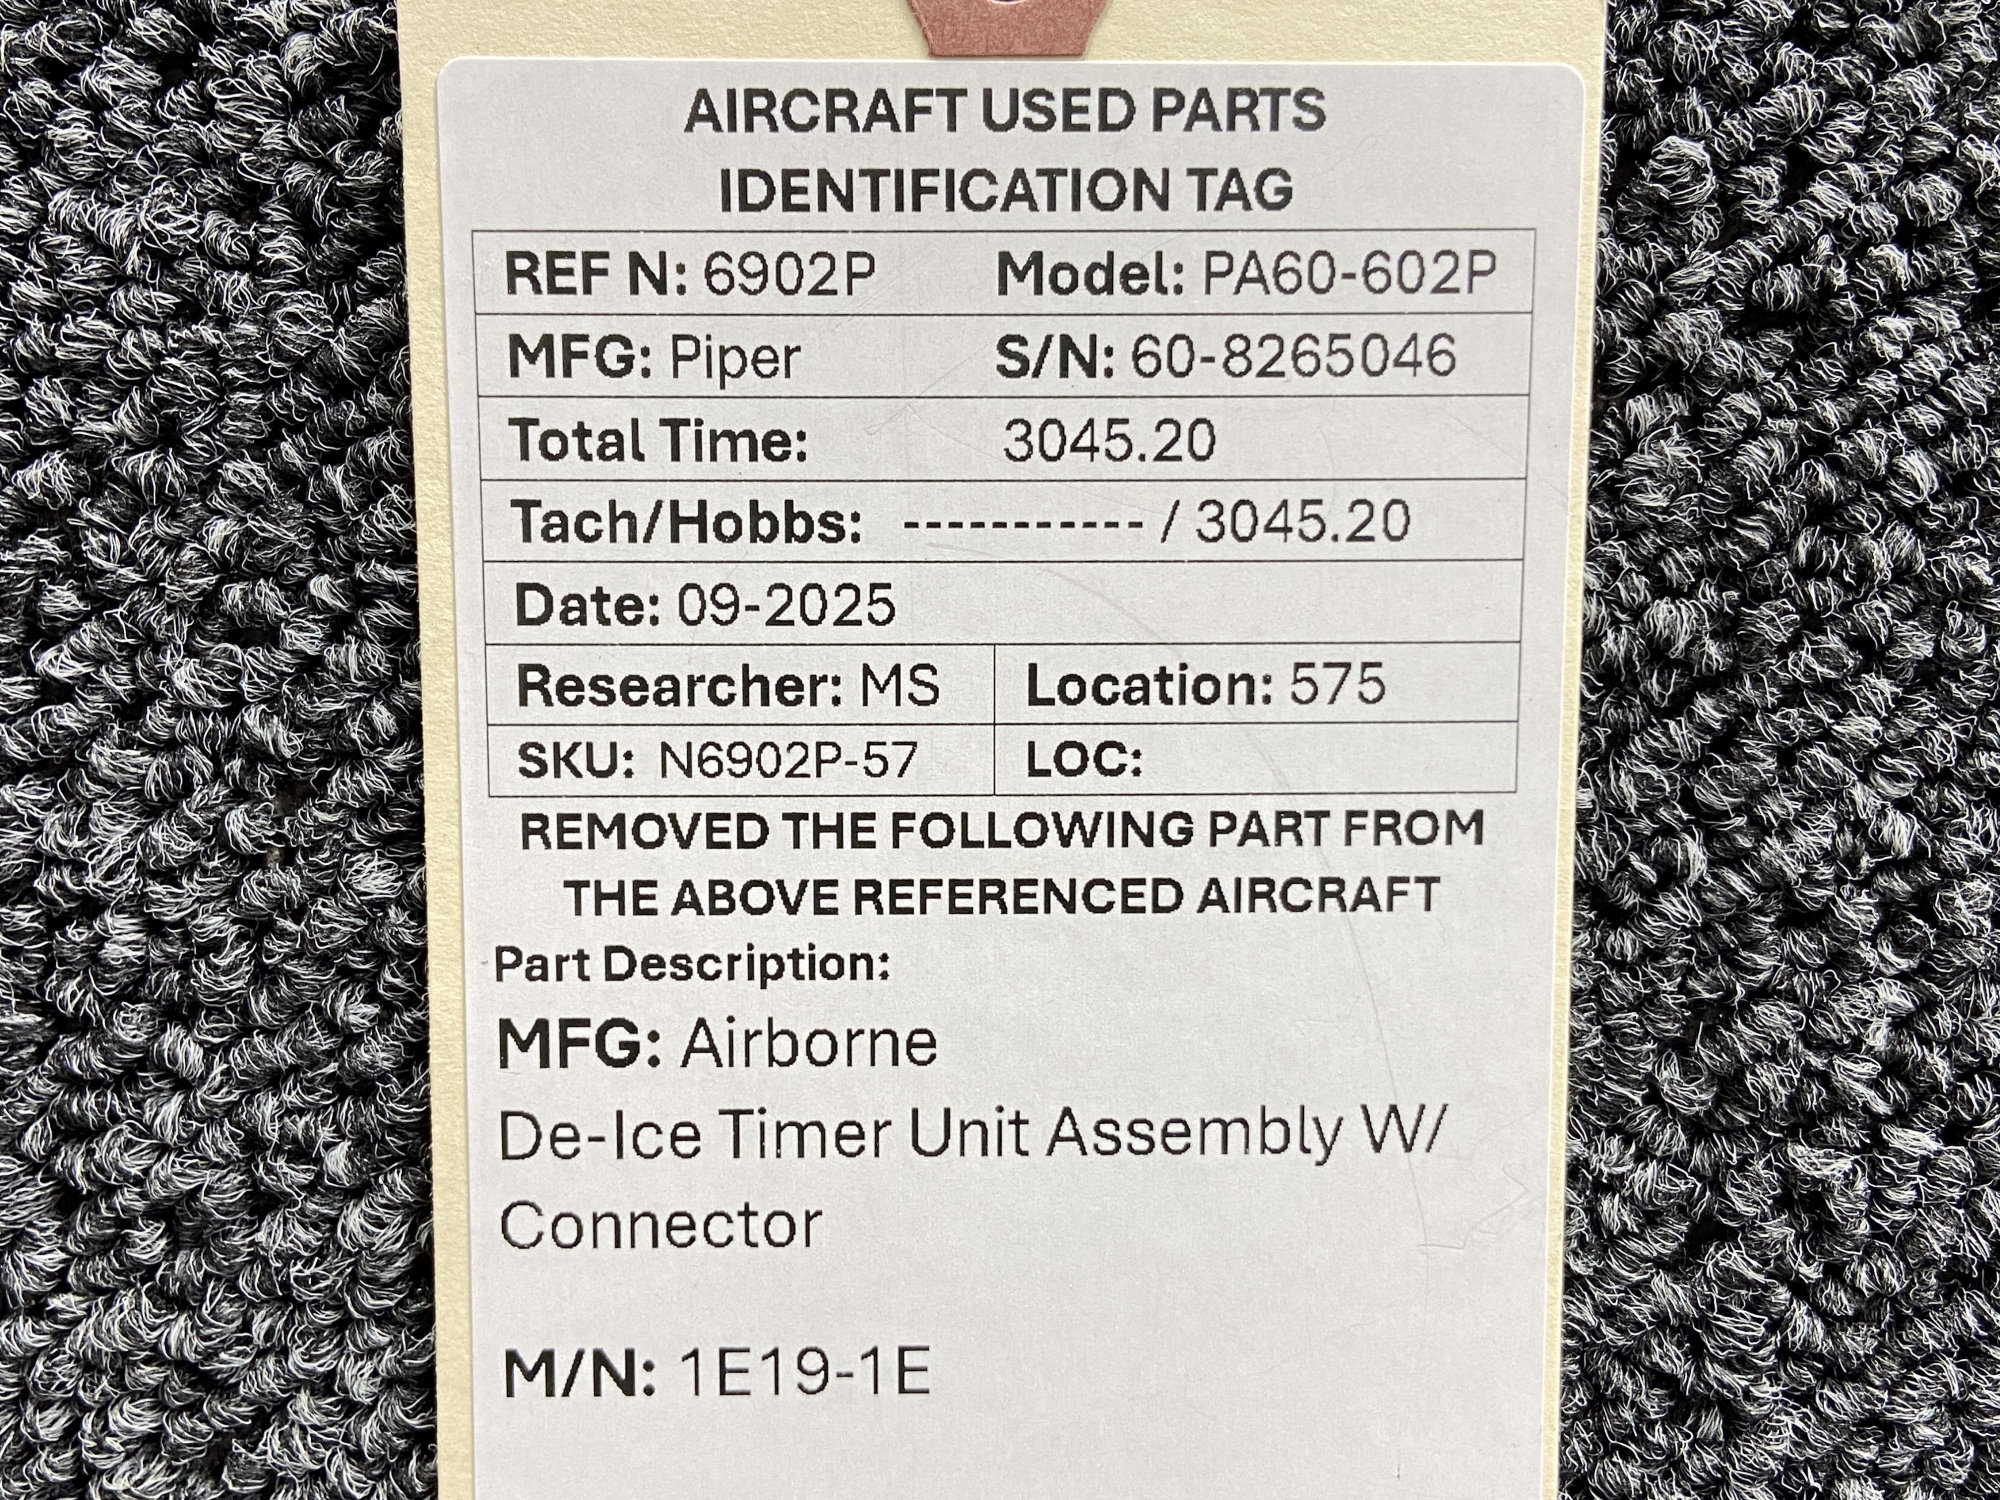 AIRCRAFT USED PARTS
IDENTIFICATION TAG
REF N: 6902P Model: PA60-602P
MFG: Piper S/N: 60-8265046
Total Time: 3045.20
Tach/Hobbs: ----------- / 3045.20
Date: 09-2025
Researcher: MS Location: 575
SKU: N6902P-57 LOC:
REMOVED THE FOLLOWING PART FROM
THE ABOVE REFERENCED AIRCRAFT
Part Description:
MFG: Airborne
De-Ice Timer Unit Assembly W/
Connector
M/N: 1E19-1E